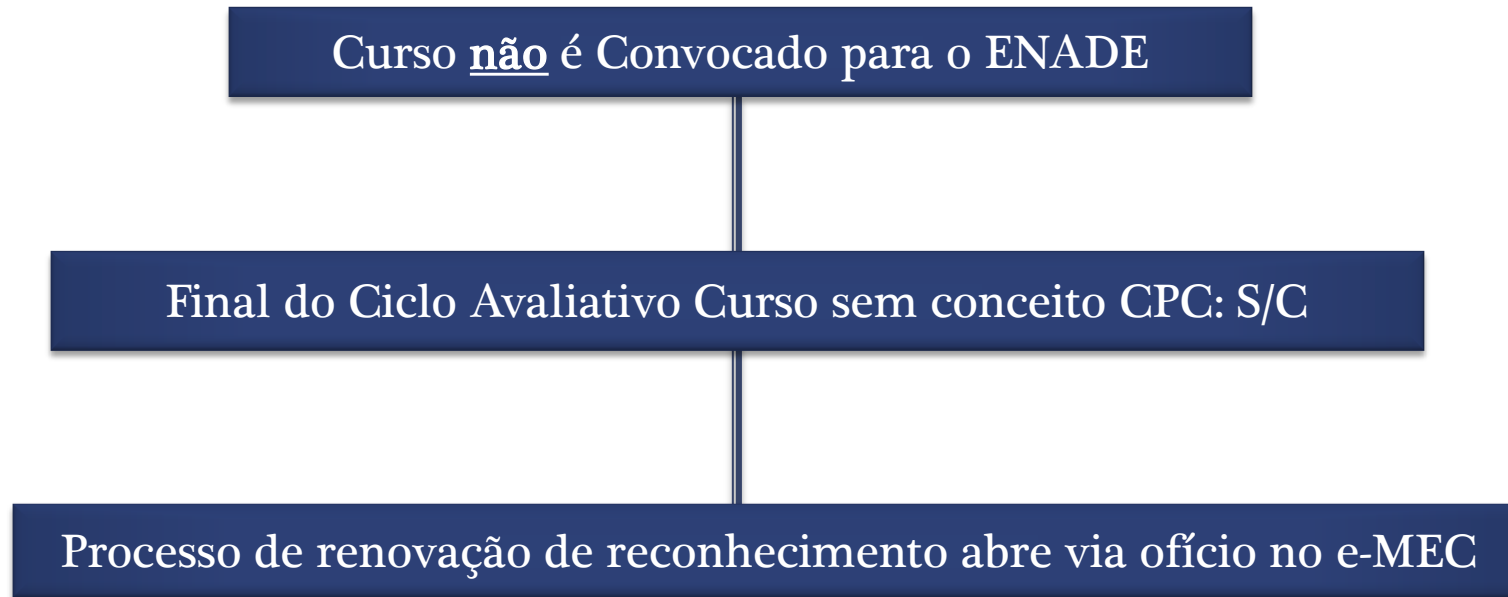 Curso não é Convocado para o ENADE
Final do Ciclo Avaliativo Curso sem conceito CPC: S/C
Processo de renovação de reconhecimento abre via ofício no e-MEC